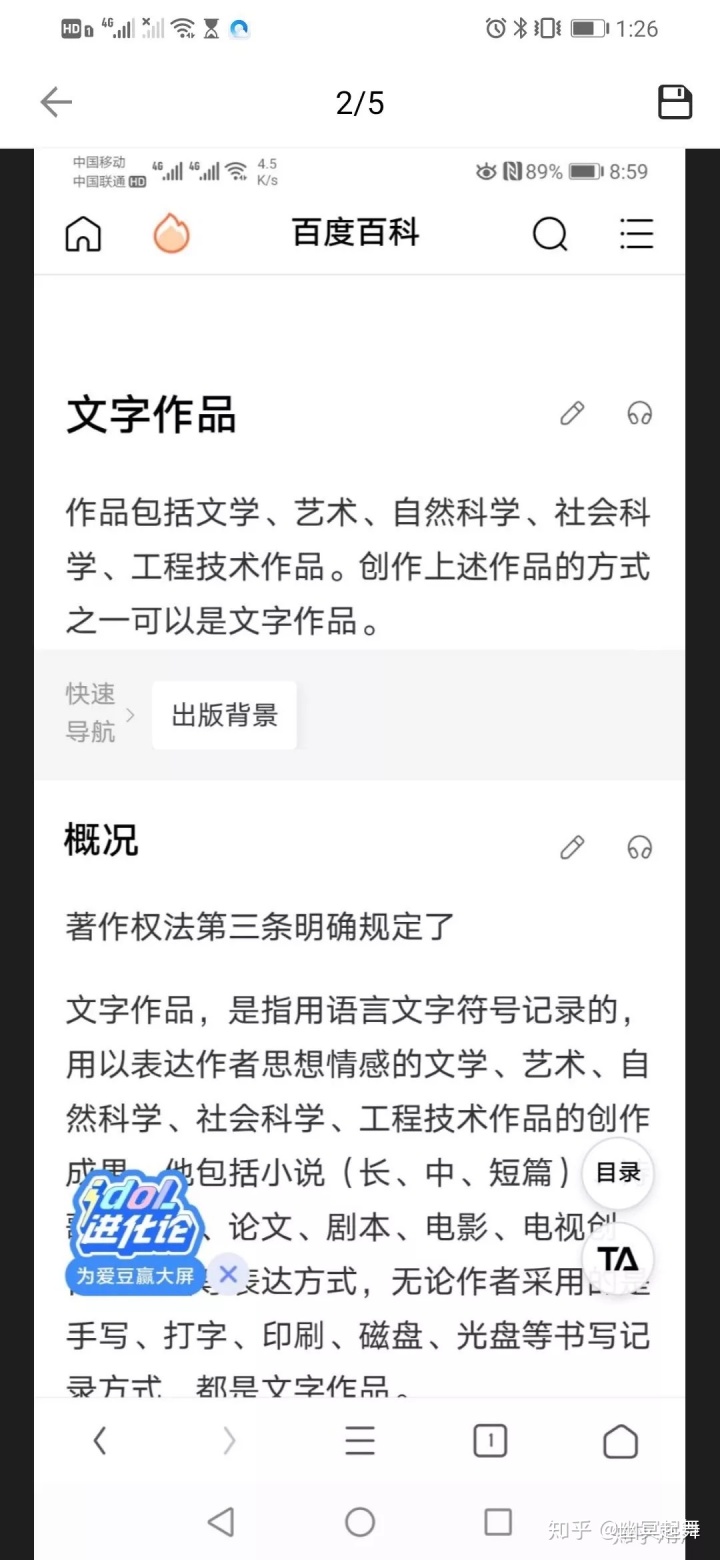 HD 1 4G 1:26
2/5
中国移动 4G 4G 4.5 89% 8:59
中国联通 HD K/s
百度百科
文字作品
作品包括文学、艺术、自然科学、社会科
学、工程技术作品。创作上述作品的方式
之一可以是文字作品。
快速
导航
出版背景
概况
著作权法第三条明确规定了
文字作品，是指用语言文字符号记录的，
用以表达作者思想情感的文学、艺术、自
然科学、社会科学、工程技术作品的创作
成果，他包括小说（长、中、短篇）
目录
、论文、剧本、电影、电视创
TA
idol
进化论
为爱豆赢大屏
表达方式，无论作者采用的是
手写、打字、印刷、磁盘、光盘等书写记
录方式，都是文字作品。
1
知乎 @幽冥起舞